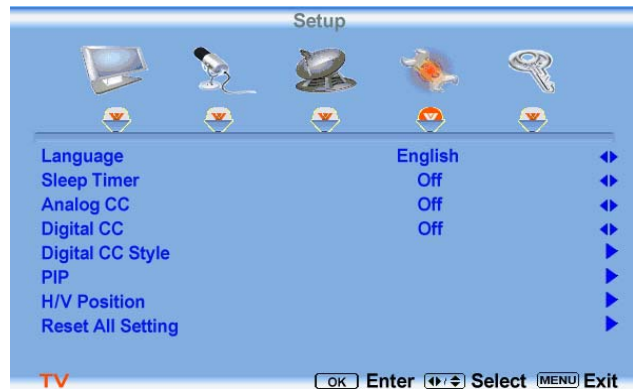 Setup
Language English
Sleep Timer Off
Analog CC Off
Digital CC Off
Digital CC Style
PIP
H/V Position
Reset All Setting
TV OK Enter Select MENU Exit